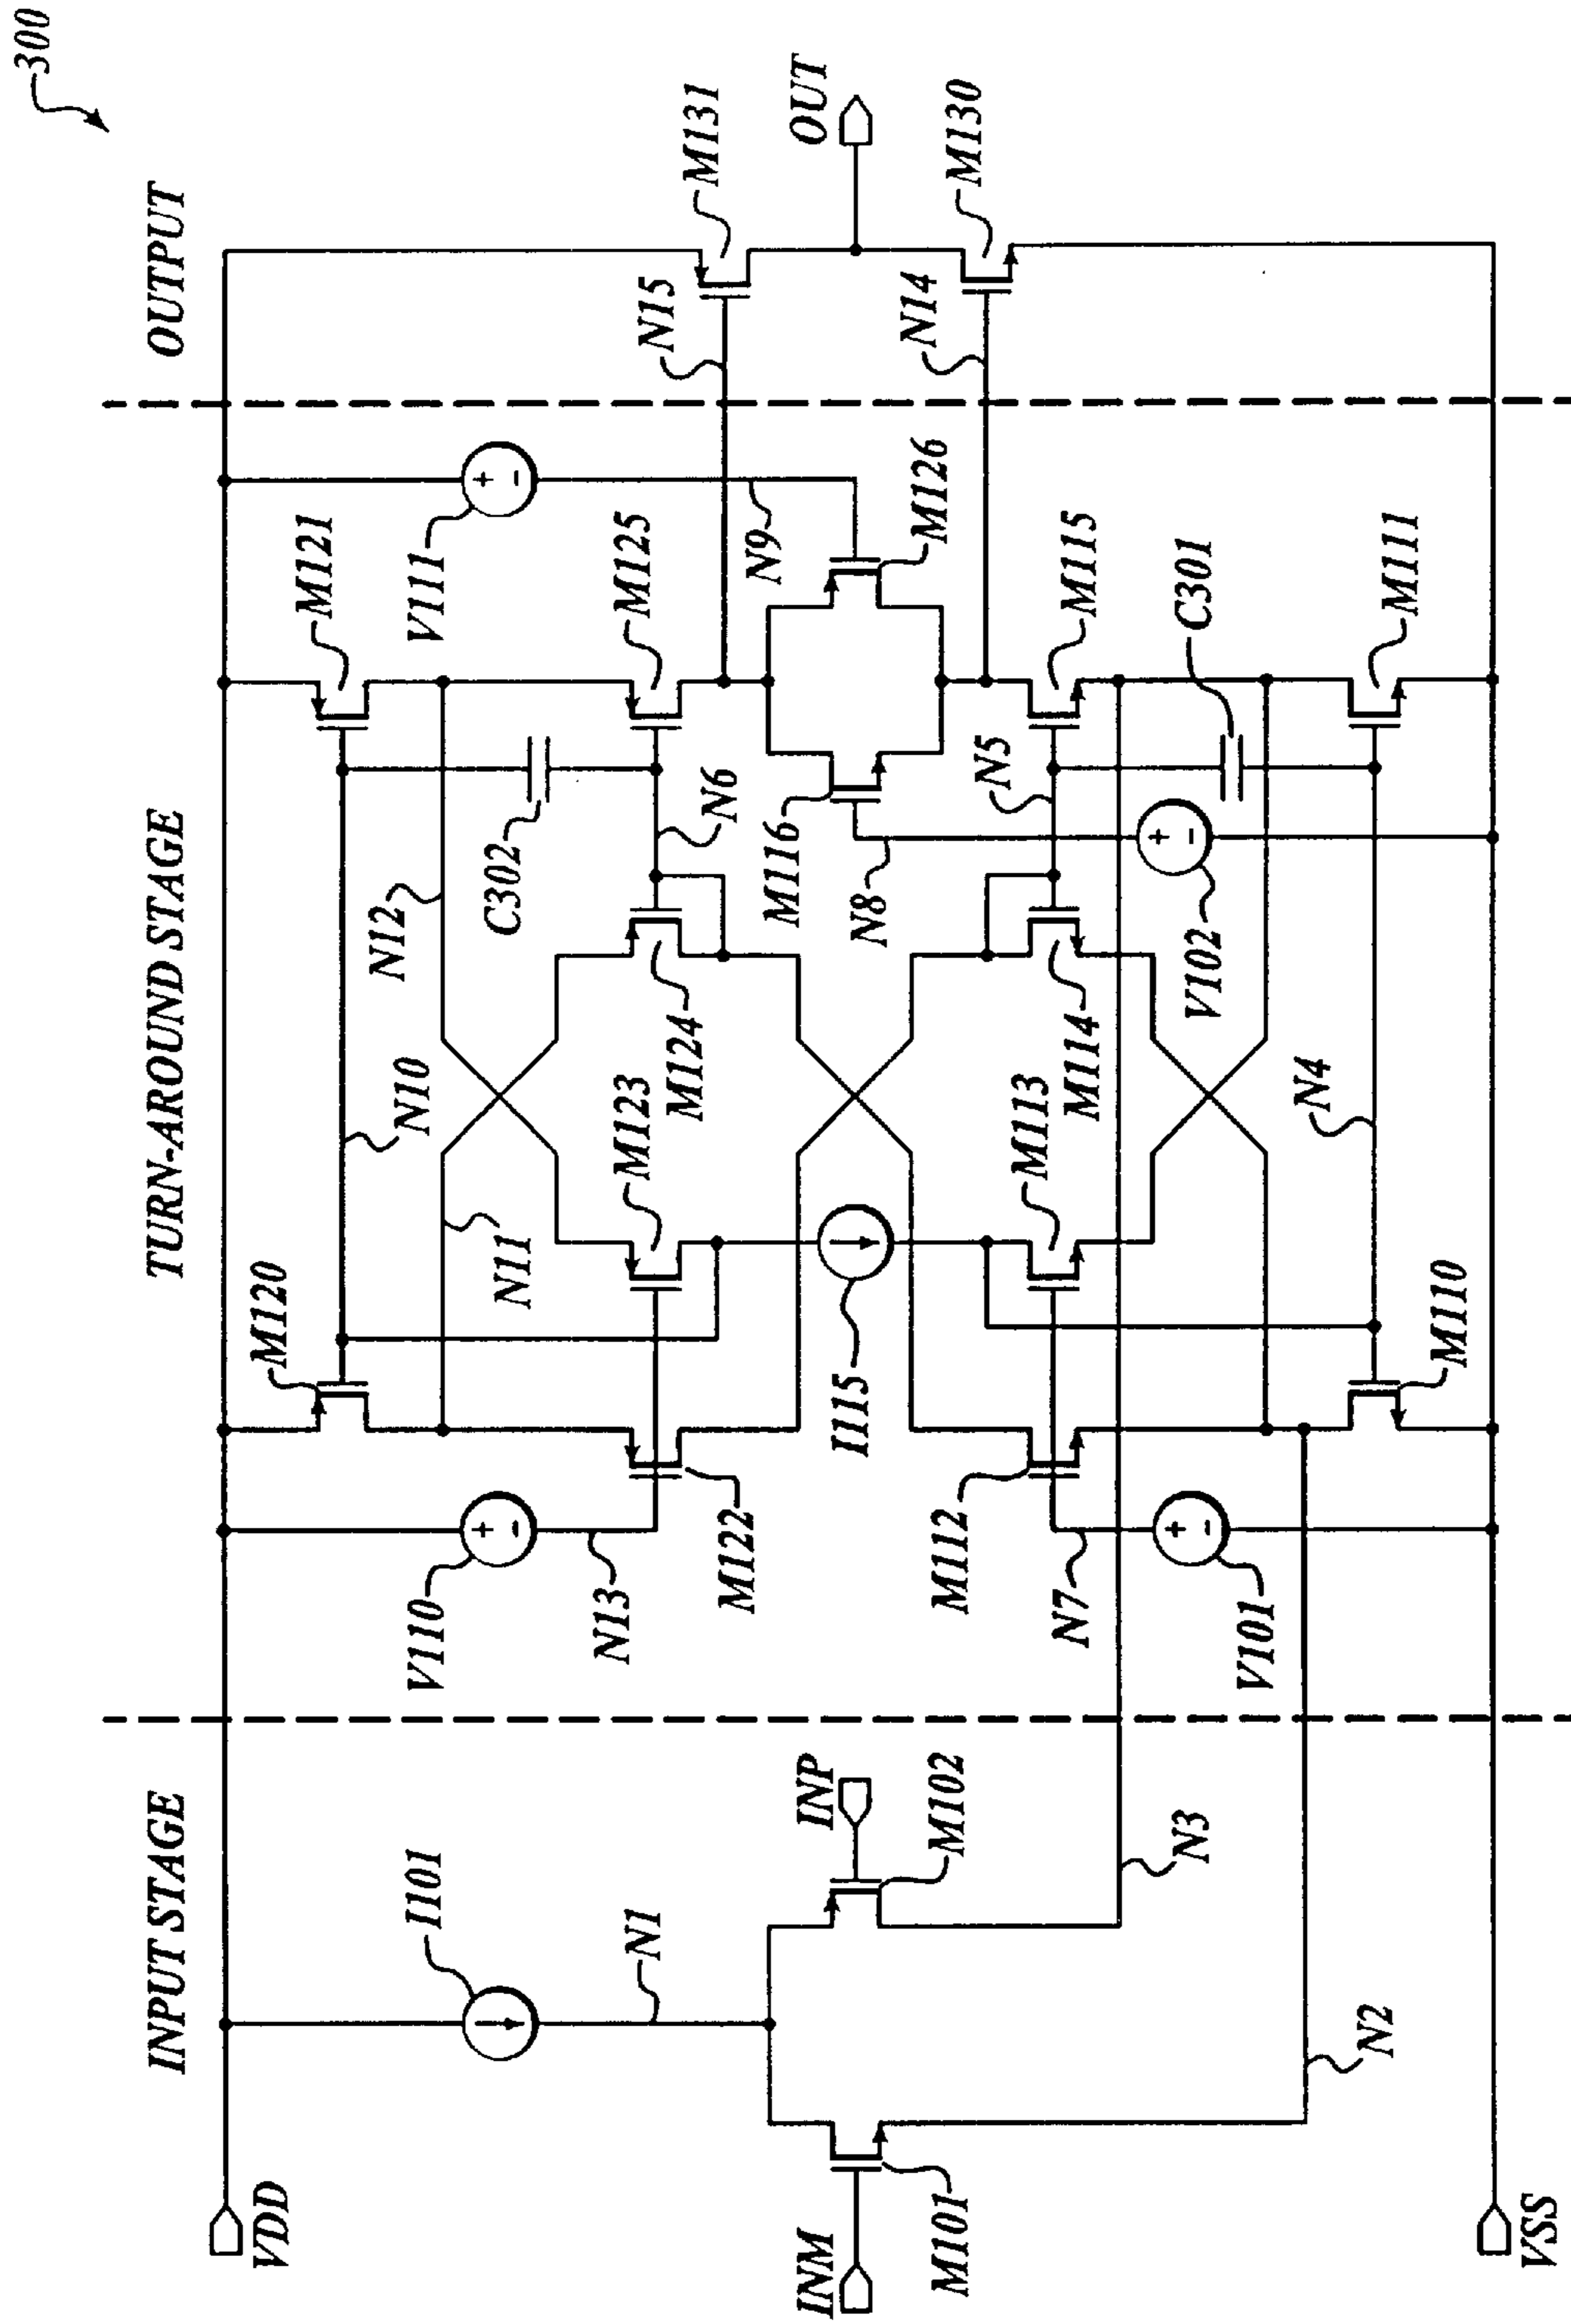 300
INPUT STAGE
TURN-AROUND STAGE
OUTPUT
VDD
I101
N1
INM
M101
INP
M102
N3
N2
VSS
V110
N13
M120
N10
N11
N12
M121
V111
M122
M123
M124
C302
N6
M125
N15
M131
I115
M116
N9
M126
OUT
N8
N5
N14
M130
M112
M113
M114
M115
N7
V101
V102
C301
N4
M110
M111
+
-
+
-
+
-
+
-